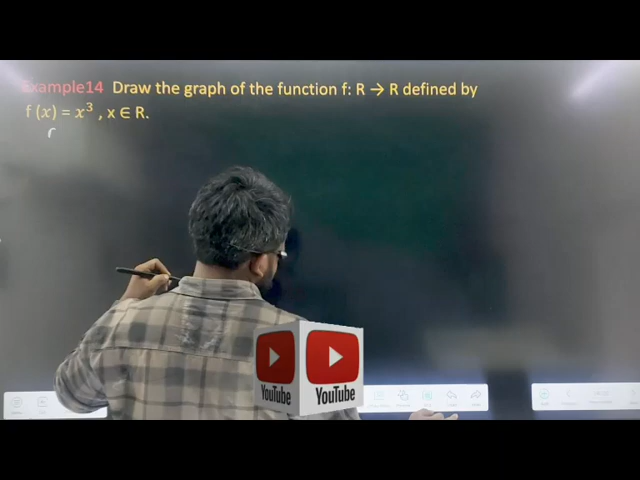 Example14 Draw the graph of the function f: R → R defined by
f (x) = x³ , x ∈ R.
YouTube YouTube